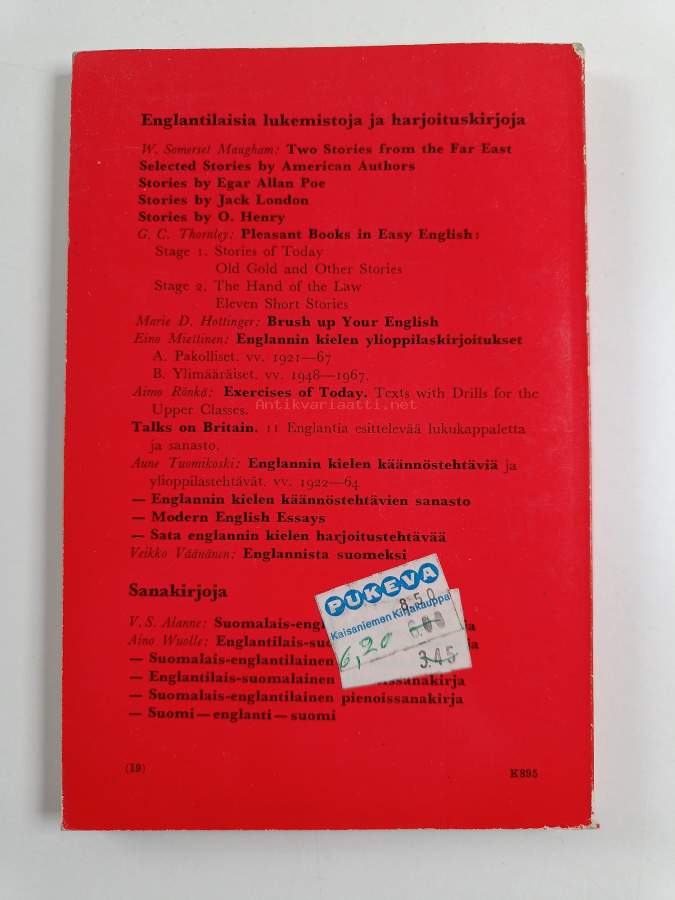 Englantilaisia lukemistoja ja harjoituskirjoja
W. Somerset Maugham: Two Stories from the Far East
Selected Stories by American Authors
Stories by Egar Allan Poe
Stories by Jack London
Stories by O. Henry
G. C. Thornley: Pleasant Books in Easy English:
Stage 1. Stories of Today
Old Gold and Other Stories
Stage 2. The Hand of the Law
Eleven Short Stories
Marie D. Hottinger: Brush up Your English
Eino Miettinen: Englannin kielen ylioppilaskirjoitukset
A. Pakolliset. vv. 1921—67
B. Ylimääräiset. vv. 1948—1967.
Aimo Rönkä: Exercises of Today. Texts with Drills for the
Upper Classes.
Antikvariaatti.net
Talks on Britain. 11 Englantia esittelevää lukukappaletta
ja sanasto.
Aune Tuomikoski: Englannin kielen käännöstehtäviä ja
ylioppilastehtävät. vv. 1922—64
— Englannin kielen käännöstehtävien sanasto
— Modern English Essays
— Sata englannin kielen harjoitustehtävää
Veikko Väänänen: Englannista suomeksi
Sanakirjoja
V. S. Alanne: Suomalais-eng
Aino Wuolle: Englantilais-su
— Suomalais-englantilainen
— Englantilais-suomalainen
— Suomalais-englantilainen pienoissanakirja
— Suomi—englanti—suomi
PUKEVA
Kaisaniemen Kirjakauppa
8.50
6,20
3.45
(19)
K895